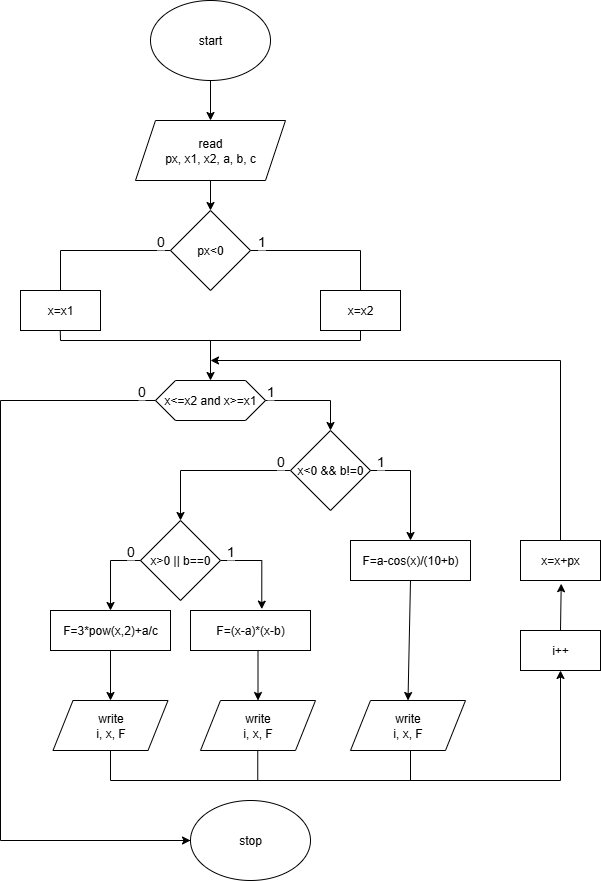 start
read
px, x1, x2, a, b, c
0
1
px<0
x=x1
x=x2
0
1
x<=x2 and x>=x1
0
1
x<0 && b!=0
0
1
x>0 || b==0
F=a-cos(x)/(10+b)
x=x+px
F=3*pow(x,2)+a/c
F=(x-a)*(x-b)
i++
write
i, x, F
write
i, x, F
write
i, x, F
stop